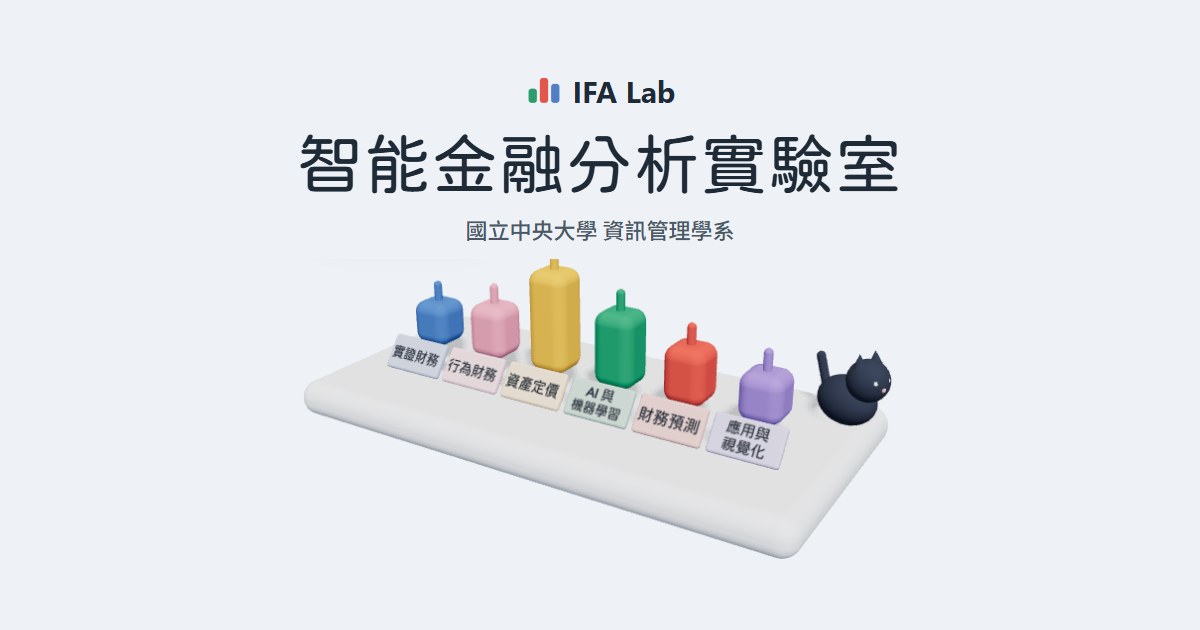 IFA Lab
智能金融分析實驗室
國立中央大學 資訊管理學系
實證財務
行為財務
資產定價
AI 與
機器學習
財務預測
應用與
視覺化